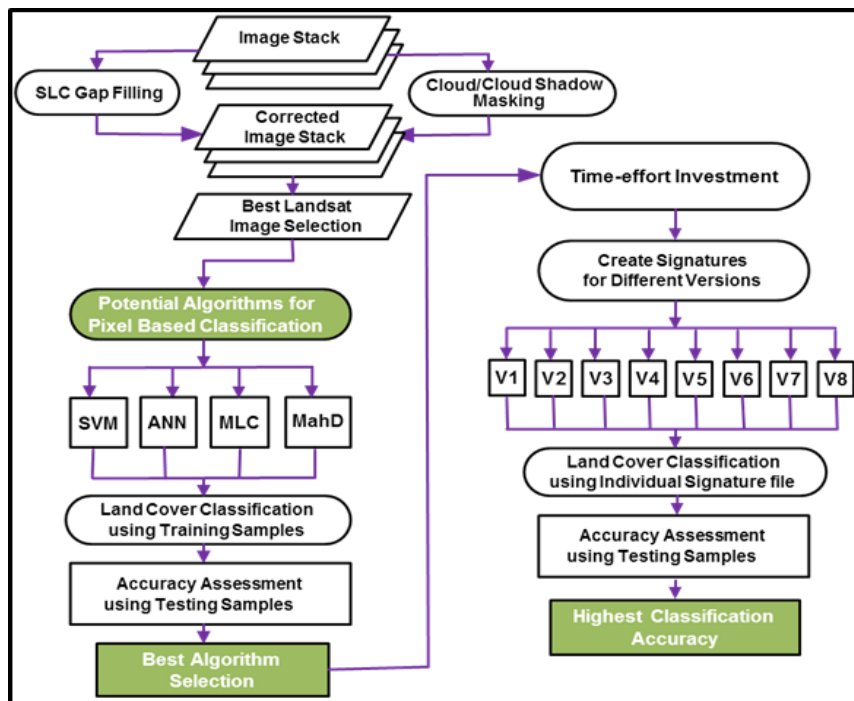 Image Stack
SLC Gap Filling
Cloud/Cloud Shadow
Masking
Corrected
Image Stack
Best Landsat
Image Selection
Potential Algorithms for
Pixel Based Classification
SVM
ANN
MLC
MahD
Land Cover Classification
using Training Samples
Accuracy Assessment
using Testing Samples
Best Algorithm
Selection
Time-effort Investment
Create Signatures
for Different Versions
V1
V2
V3
V4
V5
V6
V7
V8
Land Cover Classification
using Individual Signature file
Accuracy Assessment
using Testing Samples
Highest Classification
Accuracy